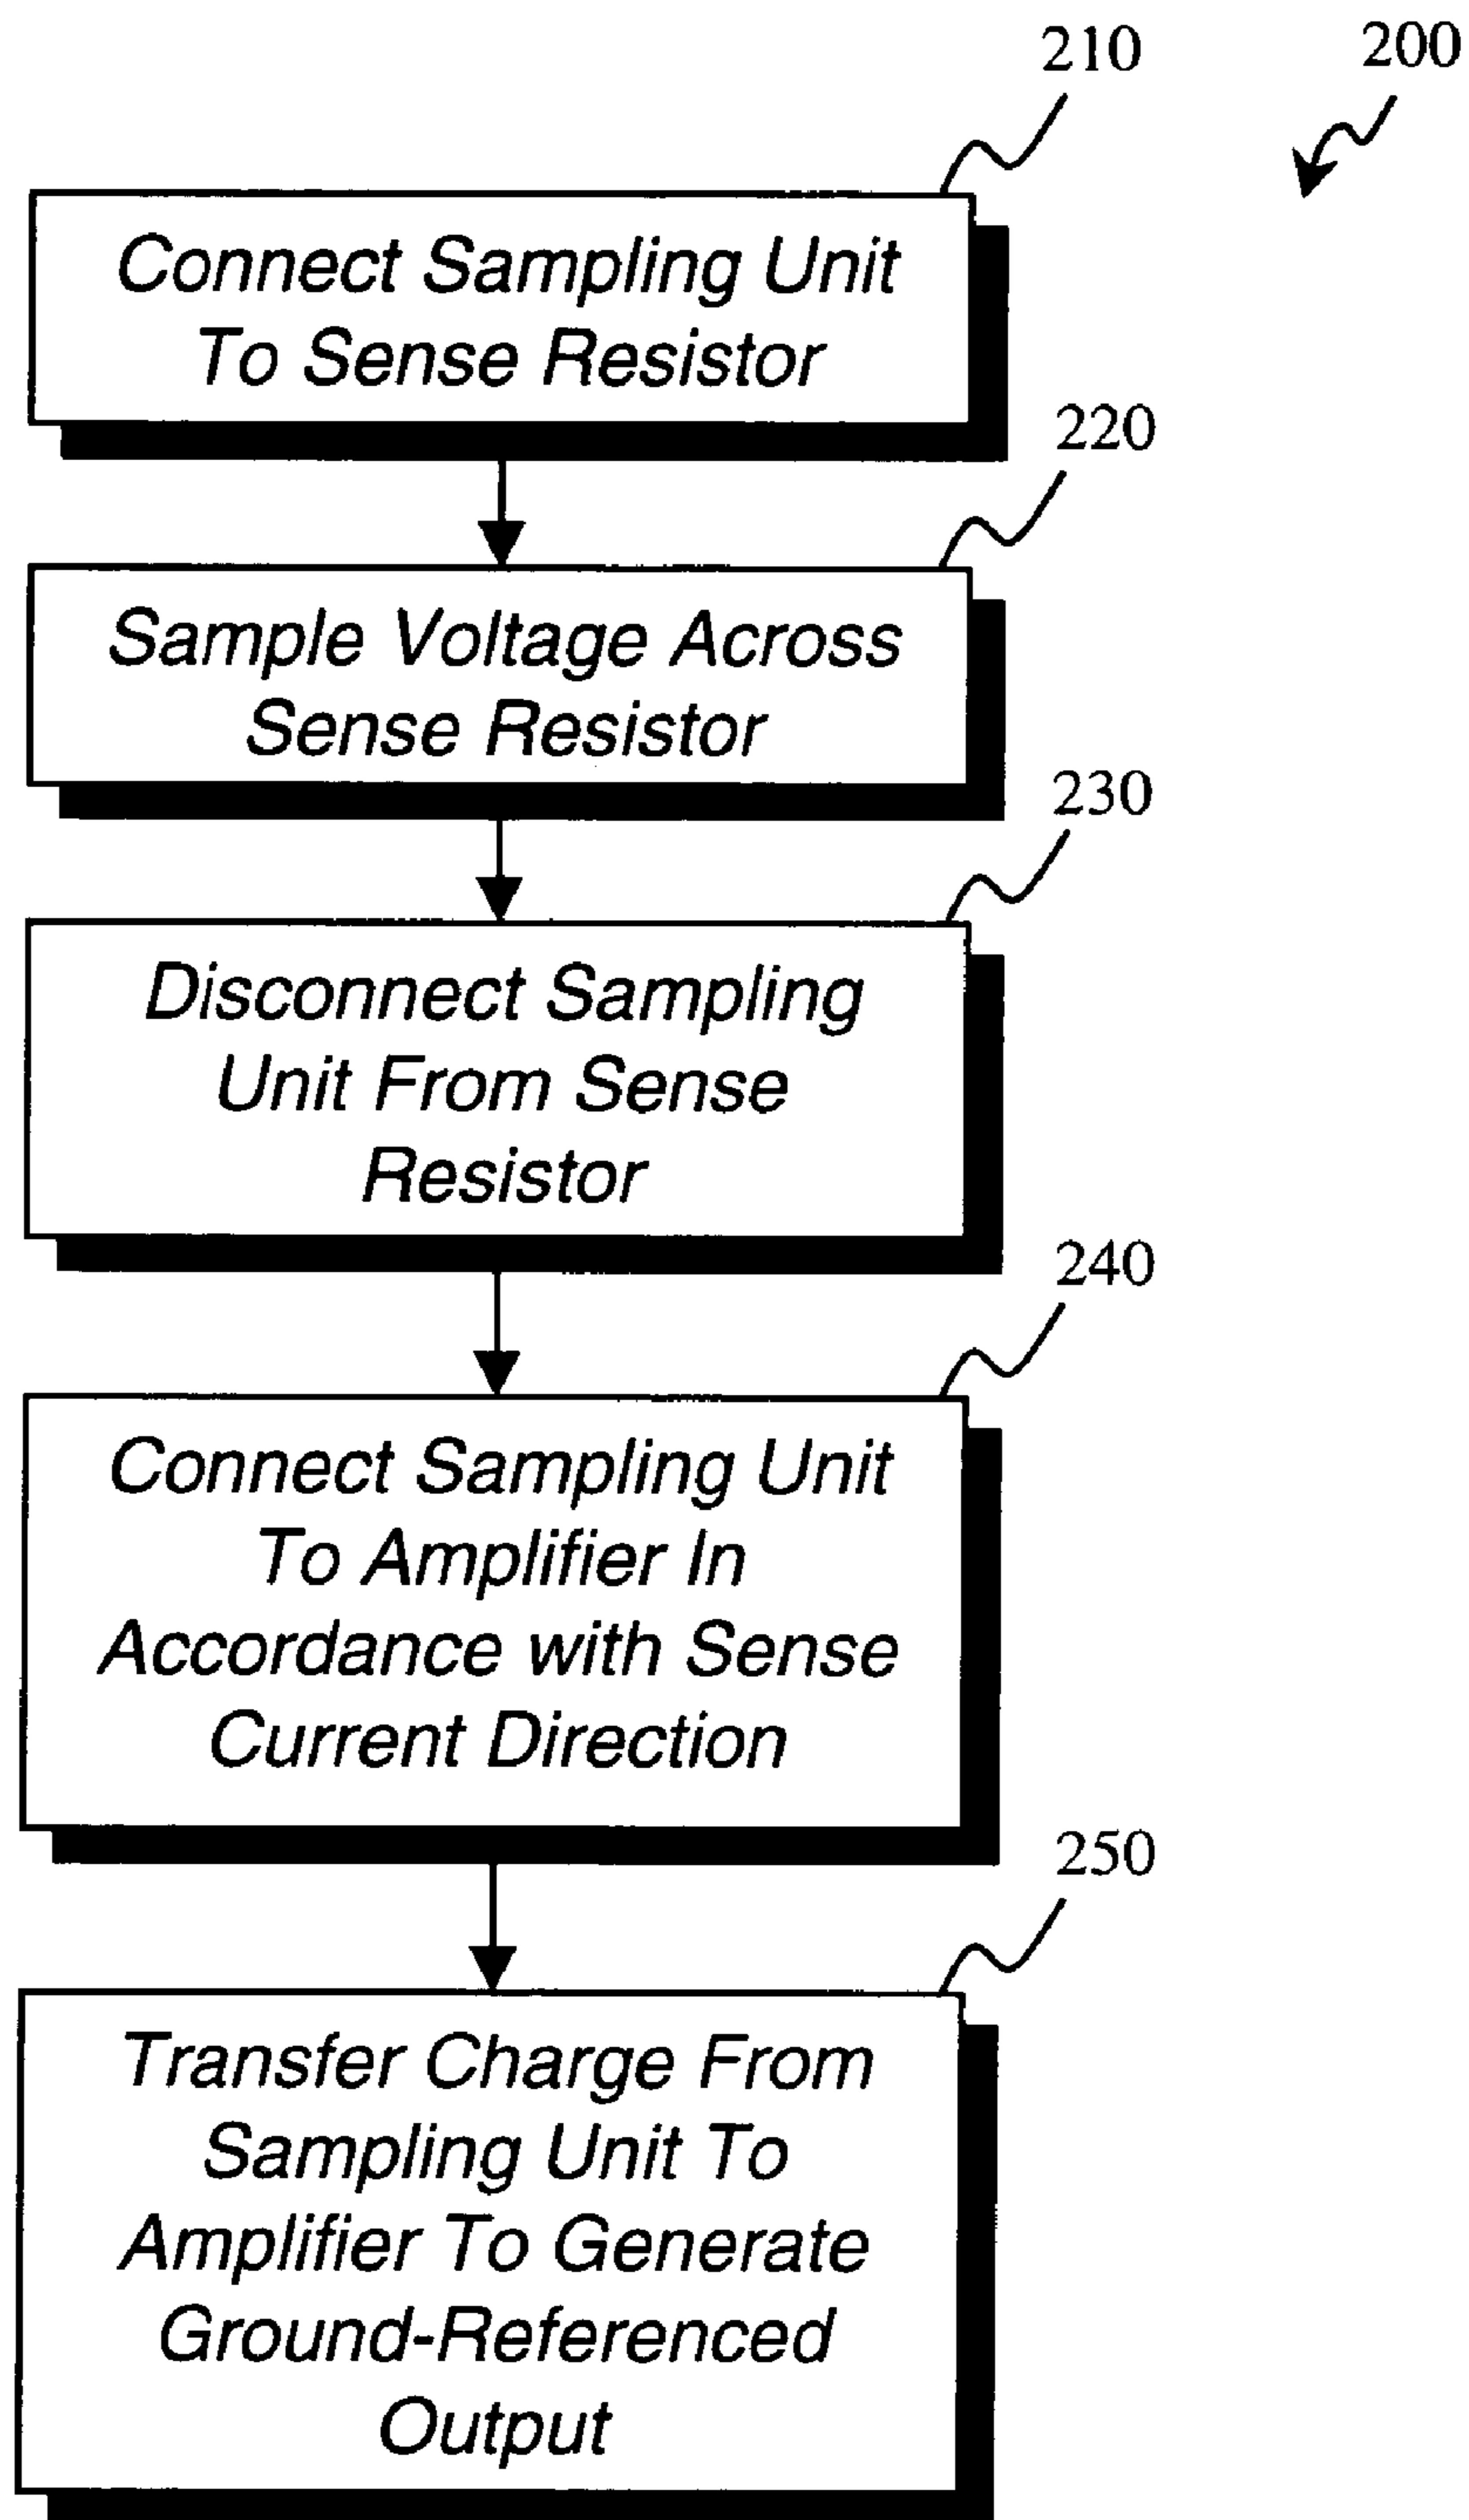 210
200
Connect Sampling Unit
To Sense Resistor
220
Sample Voltage Across
Sense Resistor
230
Disconnect Sampling
Unit From Sense
Resistor
240
Connect Sampling Unit
To Amplifier In
Accordance with Sense
Current Direction
250
Transfer Charge From
Sampling Unit To
Amplifier To Generate
Ground-Referenced
Output